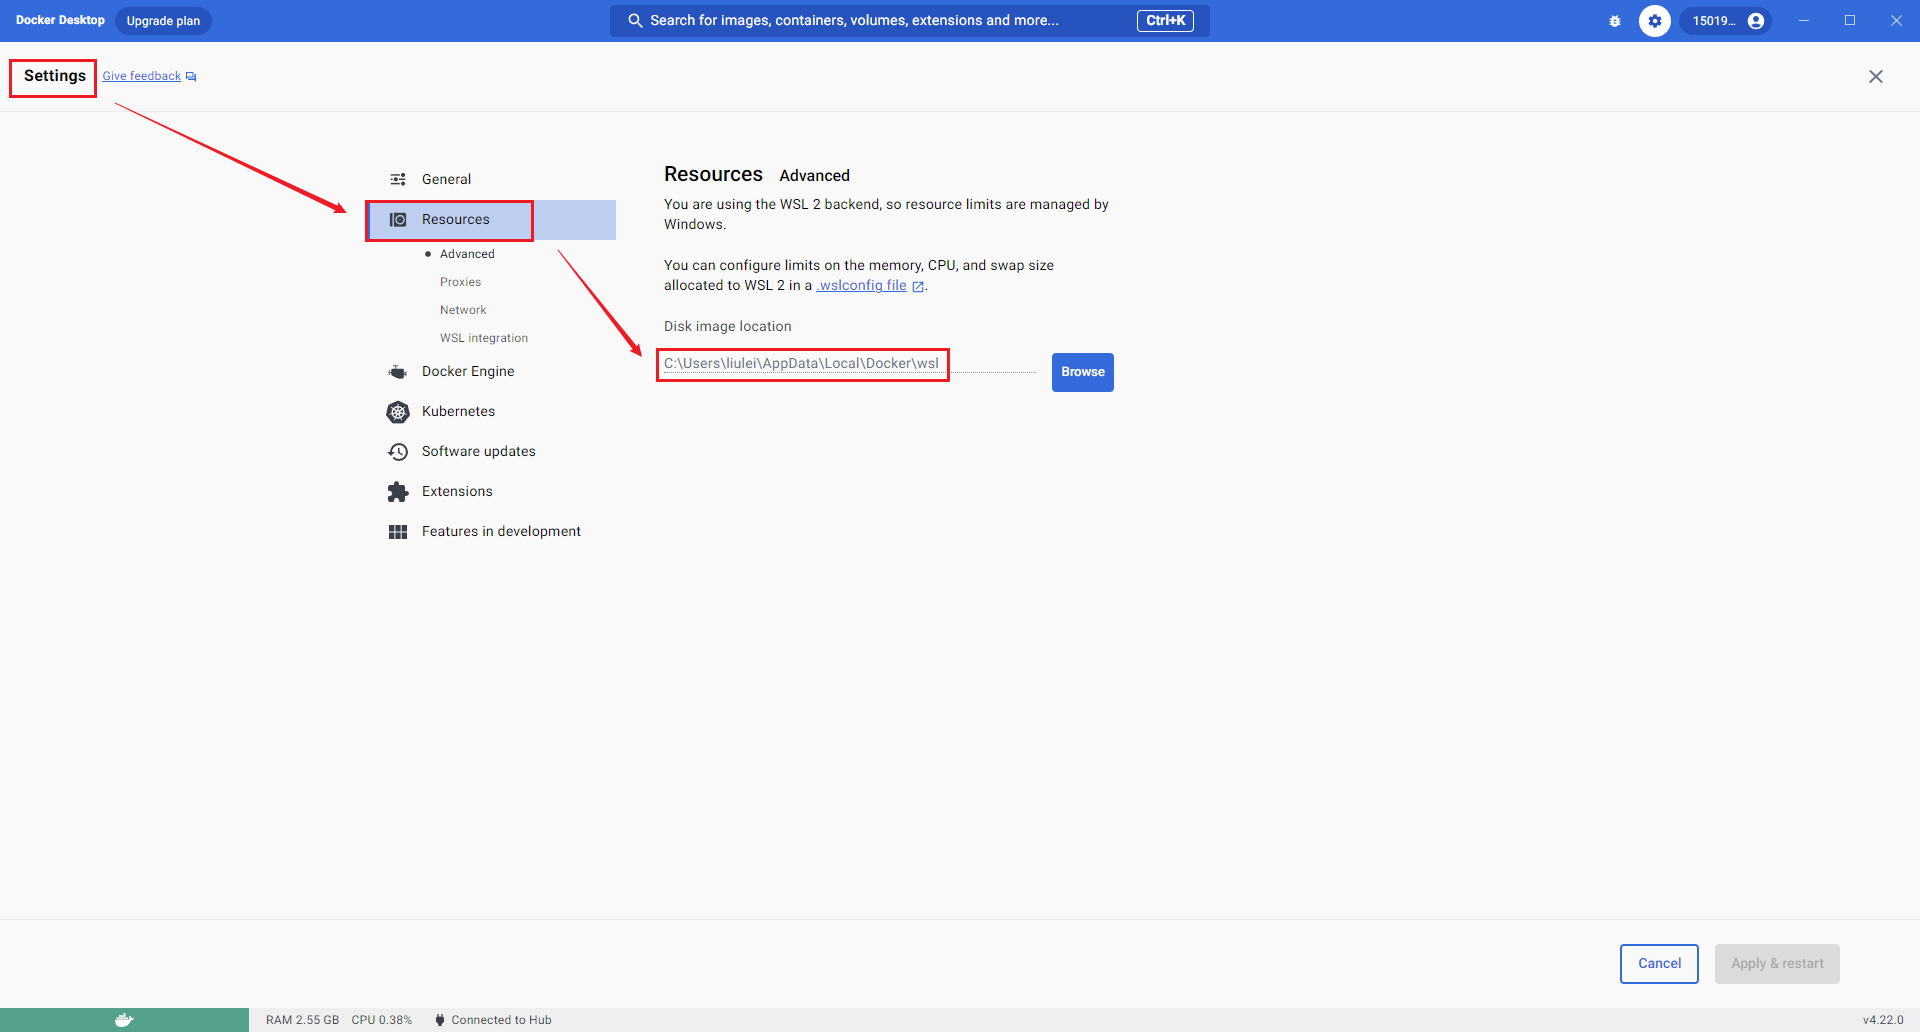 Docker Desktop Upgrade plan Search for images, containers, volumes, extensions and more... Ctrl+K 15019...
Settings Give feedback
General
Resources
Advanced
Proxies
Network
WSL integration
Docker Engine
Kubernetes
Software updates
Extensions
Features in development
Resources Advanced
You are using the WSL 2 backend, so resource limits are managed by
Windows.
You can configure limits on the memory, CPU, and swap size
allocated to WSL 2 in a .wslconfig file.
Disk image location
C:\Users\liulei\AppData\Local\Docker\wsl
Browse
Cancel Apply & restart
RAM 2.55 GB CPU 0.38% Connected to Hub v4.22.0